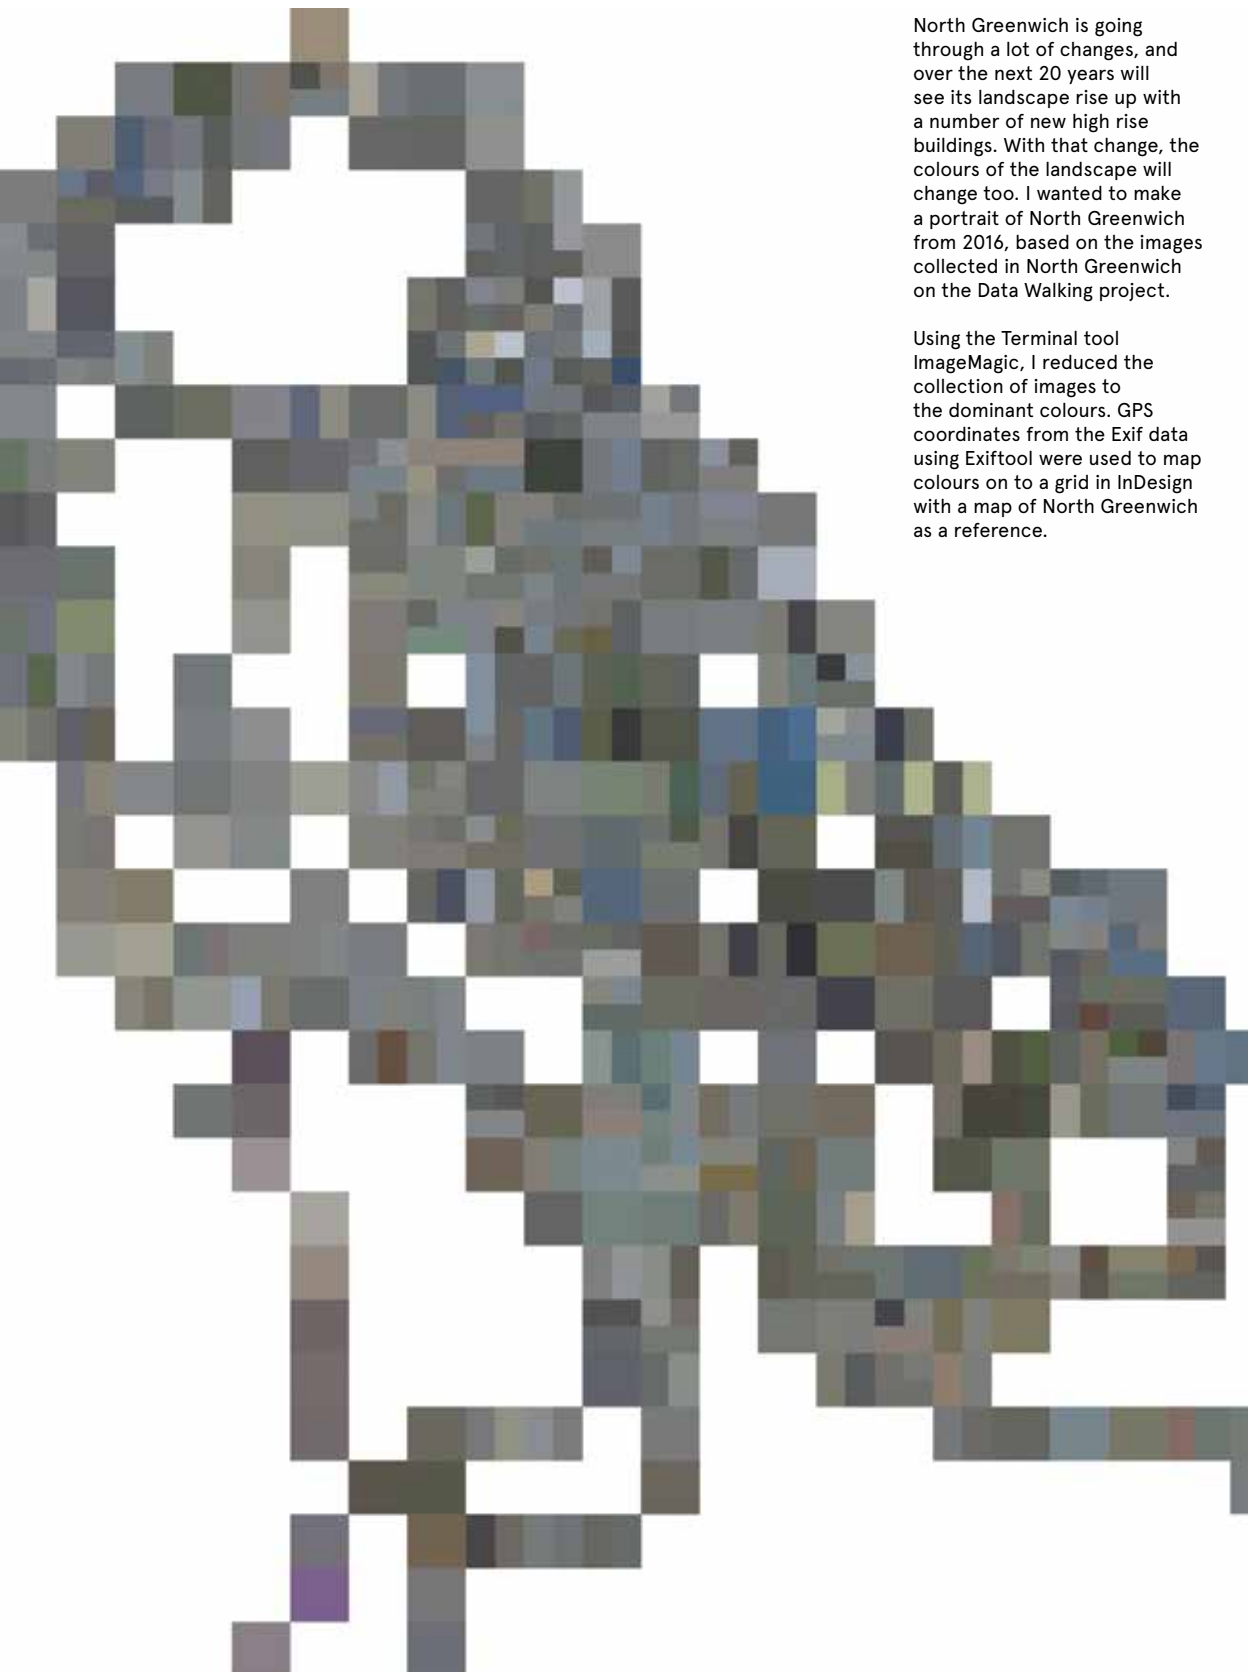 North Greenwich is going
through a lot of changes, and
over the next 20 years will
see its landscape rise up with
a number of new high rise
buildings. With that change, the
colours of the landscape will
change too. I wanted to make
a portrait of North Greenwich
from 2016, based on the images
collected in North Greenwich
on the Data Walking project.
Using the Terminal tool
ImageMagic, I reduced the
collection of images to
the dominant colours. GPS
coordinates from the Exif data
using Exiftool were used to map
colours on to a grid in InDesign
with a map of North Greenwich
as a reference.